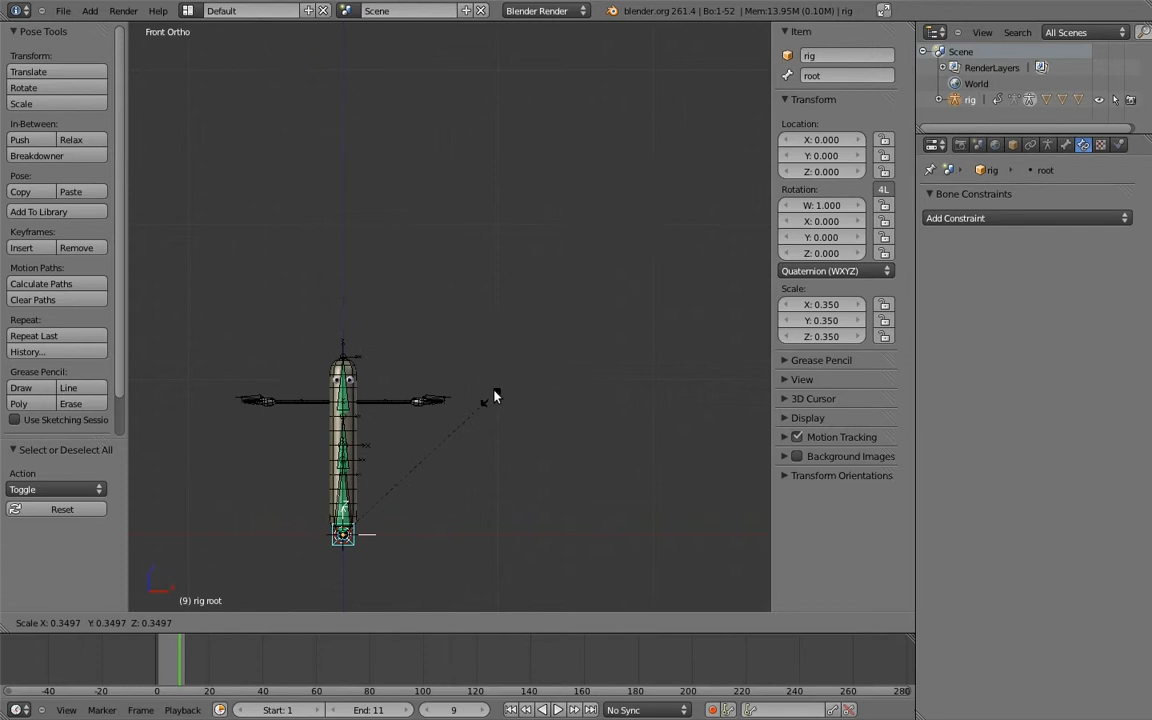 File Add Render Help Default Scene Blender Render blender.org 261.4 | Bo:1-52 | Mem:13.95M (0.10M) | rig
Pose Tools
Transform:
Translate
Rotate
Scale
In-Between:
Push Relax
Breakdowner
Pose:
Copy Paste
Add To Library
Keyframes:
Insert Remove
Motion Paths:
Calculate Paths
Clear Paths
Repeat:
Repeat Last
History...
Grease Pencil:
Draw Line
Poly Erase
Use Sketching Sessio
Select or Deselect All
Action
Toggle
Reset
Front Ortho
(9) rig root
Item
rig
root
Transform
Location:
X: 0.000
Y: 0.000
Z: 0.000
Rotation:
4L
W: 1.000
X: 0.000
Y: 0.000
Z: 0.000
Quaternion (WXYZ)
Scale:
X: 0.350
Y: 0.350
Z: 0.350
Grease Pencil
View
3D Cursor
Display
Motion Tracking
Background Images
Transform Orientations
View Search All Scenes
Scene
RenderLayers
World
rig
rig root
Bone Constraints
Add Constraint
Scale X: 0.3497 Y: 0.3497 Z: 0.3497
-40 -20 0 20 40 60 80 100 120 140 160 180 200 220 240 260 280
View Marker Frame Playback Start: 1 End: 11 9 No Sync